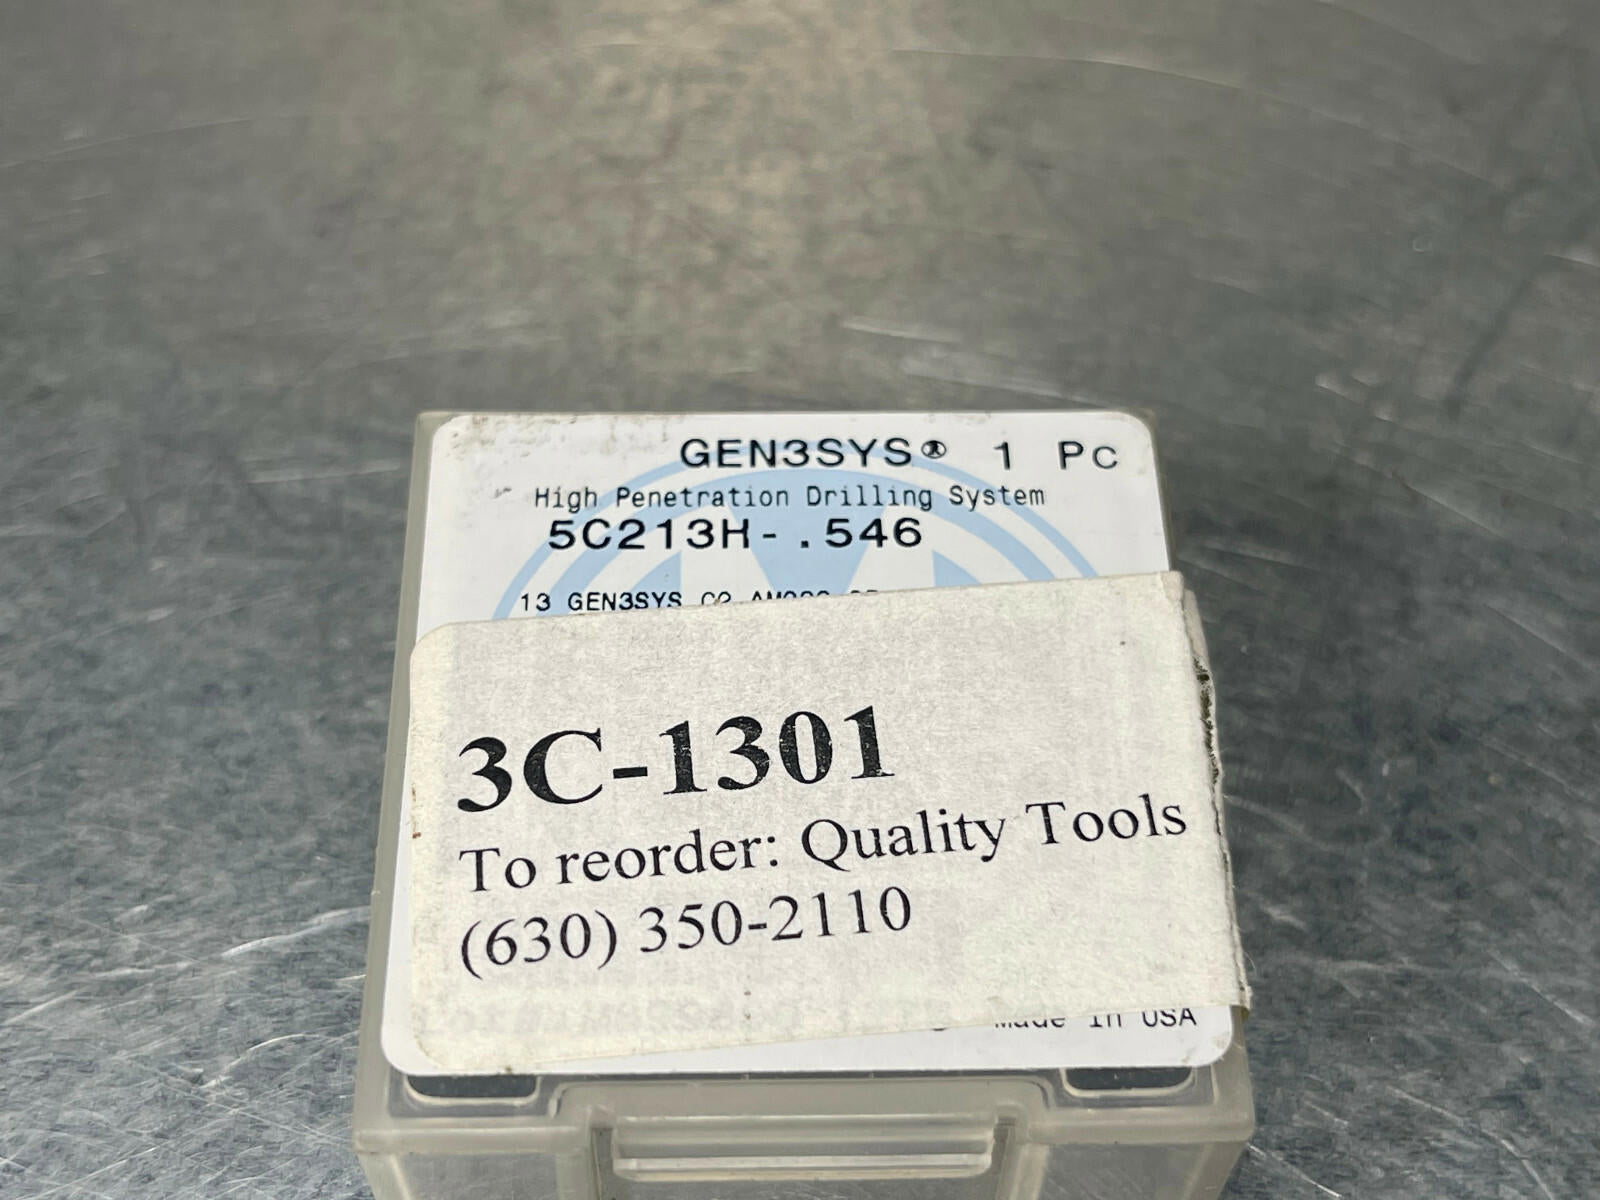 GEN3SYS® 1 Pc
High Penetration Drilling System
5C213H-.546
13 GEN3SYS
3C-1301
To reorder: Quality Tools
(630) 350-2110
Made In USA